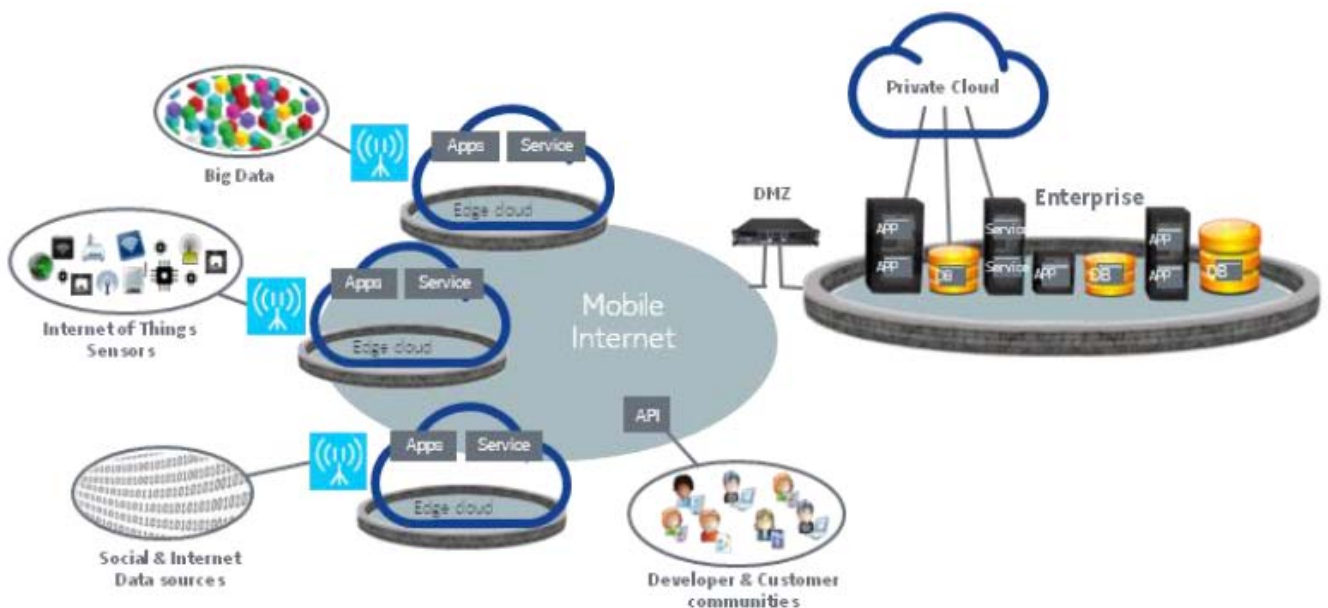 Private Cloud
Big Data
Apps Service
Edge cloud
DMZ
Enterprise
APP
APP
DB
Service
Service
APP
DB
APP
APP
DB
Internet of Things
Sensors
Apps Service
Edge cloud
Mobile
Internet
API
Social & Internet
Data sources
Apps Service
Edge cloud
Developer & Customer
communities